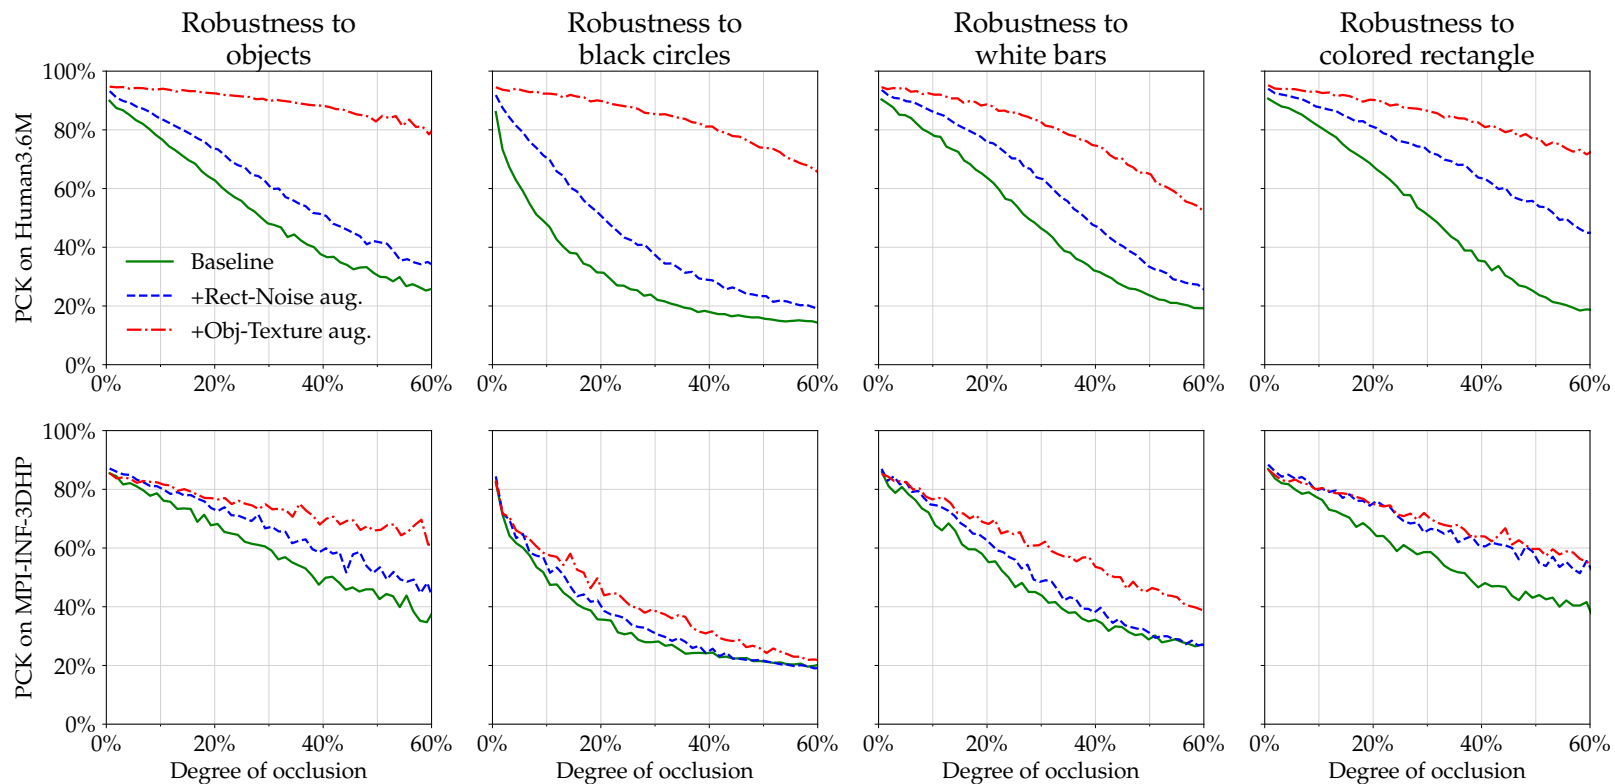 Robustness to
objects
Robustness to
black circles
Robustness to
white bars
Robustness to
colored rectangle
PCK on Human3.6M
100%
80%
60%
40%
20%
0%
Baseline
+Rect-Noise aug.
+Obj-Texture aug.
0% 20% 40% 60%
0% 20% 40% 60%
0% 20% 40% 60%
0% 20% 40% 60%
PCK on MPI-INF-3DHP
100%
80%
60%
40%
20%
0%
0% 20% 40% 60%
0% 20% 40% 60%
0% 20% 40% 60%
0% 20% 40% 60%
Degree of occlusion
Degree of occlusion
Degree of occlusion
Degree of occlusion